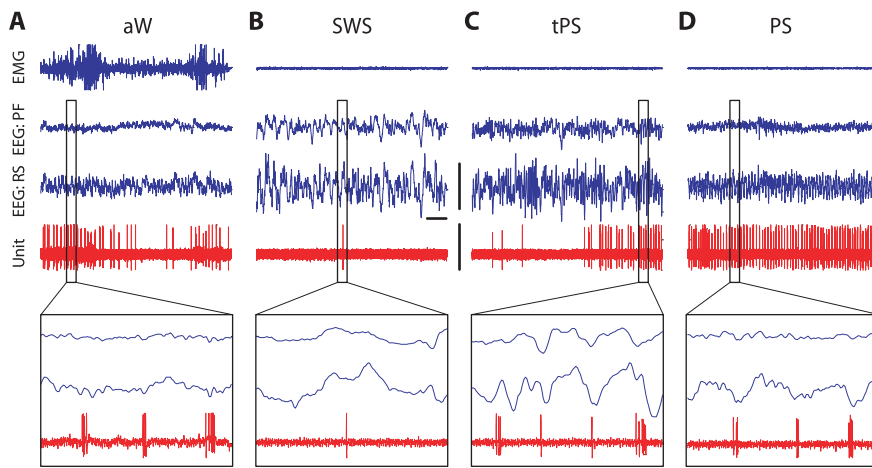 A aW B SWS C tPS D PS
EMG
EEG: PF
EEG: RS
Unit